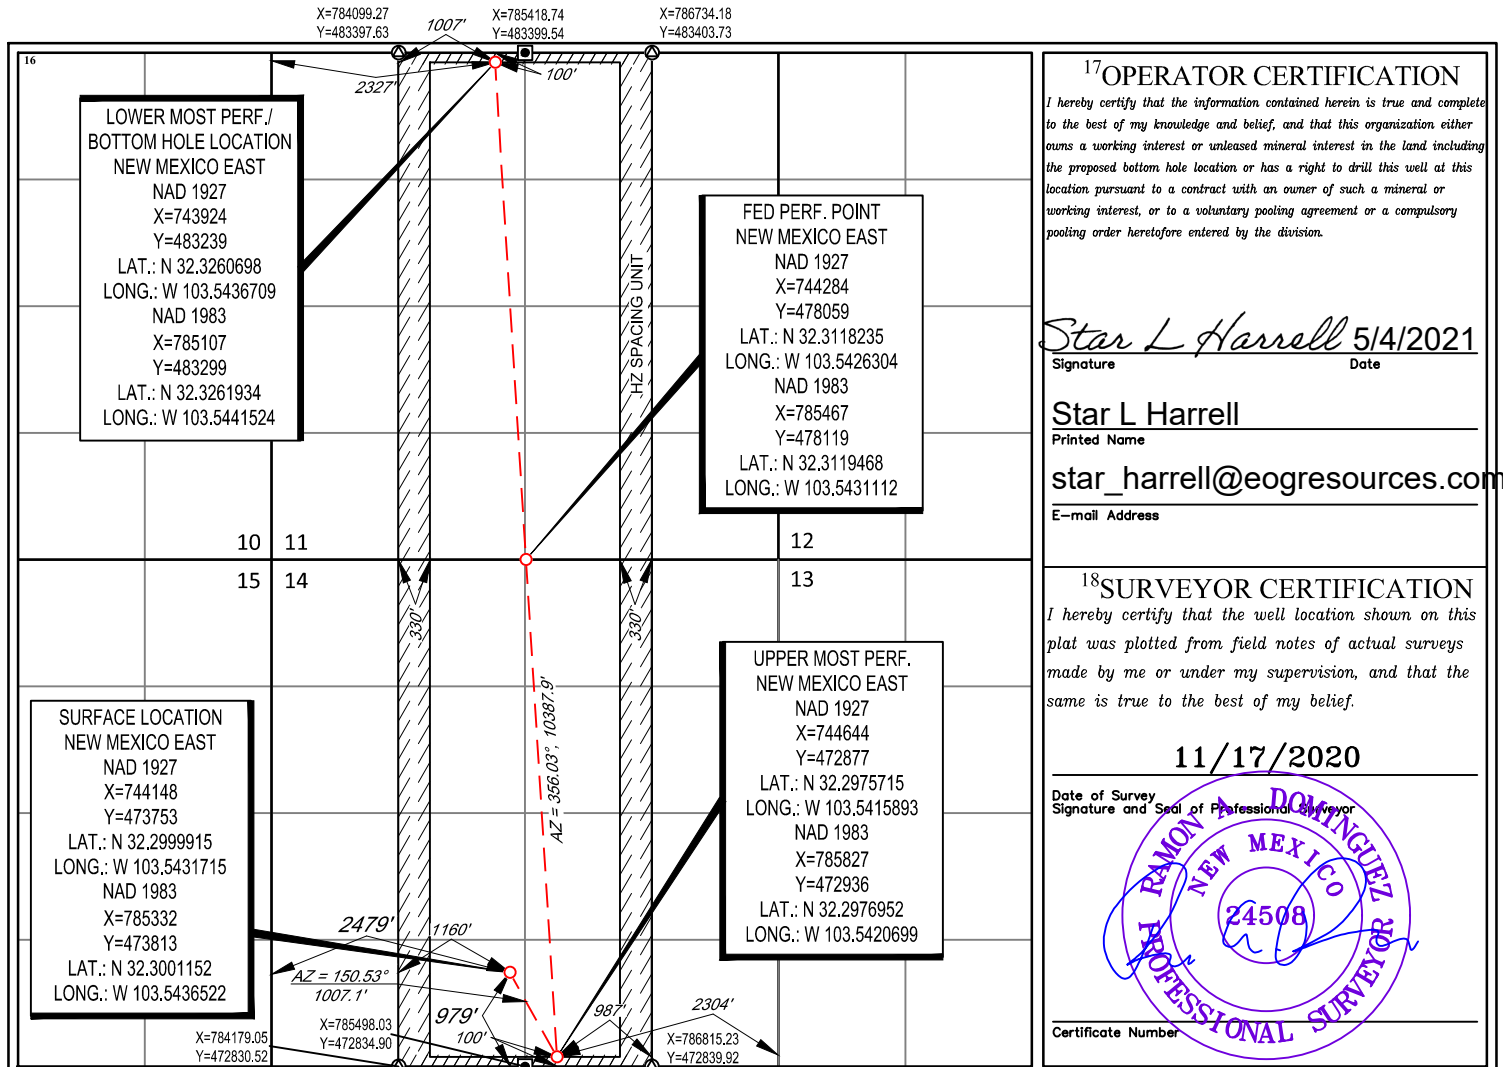 X=784099.27
Y=483397.63
1007'
X=785418.74
Y=483399.54
X=786734.18
Y=483403.73
16
2327'
100'
LOWER MOST PERF./
BOTTOM HOLE LOCATION
NEW MEXICO EAST
NAD 1927
X=743924
Y=483239
LAT.: N 32.3260698
LONG.: W 103.5436709
NAD 1983
X=785107
Y=483299
LAT.: N 32.3261934
LONG.: W 103.5441524
HZ SPACING UNIT
FED PERF. POINT
NEW MEXICO EAST
NAD 1927
X=744284
Y=478059
LAT.: N 32.3118235
LONG.: W 103.5426304
NAD 1983
X=785467
Y=478119
LAT.: N 32.3119468
LONG.: W 103.5431112
10 11
15 14
12
13
330'
330'
AZ = 356.03°, 10387.9'
UPPER MOST PERF.
NEW MEXICO EAST
NAD 1927
X=744644
Y=472877
LAT.: N 32.2975715
LONG.: W 103.5415893
NAD 1983
X=785827
Y=472936
LAT.: N 32.2976952
LONG.: W 103.5420699
SURFACE LOCATION
NEW MEXICO EAST
NAD 1927
X=744148
Y=473753
LAT.: N 32.2999915
LONG.: W 103.5431715
NAD 1983
X=785332
Y=473813
LAT.: N 32.3001152
LONG.: W 103.5436522
2479'
1160'
AZ = 150.53°
1007.1'
979'
100'
987'
2304'
X=784179.05
Y=472830.52
X=785498.03
Y=472834.90
X=786815.23
Y=472839.92
17 OPERATOR CERTIFICATION
I hereby certify that the information contained herein is true and complete
to the best of my knowledge and belief, and that this organization either
owns a working interest or unleased mineral interest in the land including
the proposed bottom hole location or has a right to drill this well at this
location pursuant to a contract with an owner of such a mineral or
working interest, or to a voluntary pooling agreement or a compulsory
pooling order heretofore entered by the division.
Star L Harrell 5/4/2021
Signature Date
Star L Harrell
Printed Name
star_harrell@eogresources.com
E-mail Address
18 SURVEYOR CERTIFICATION
I hereby certify that the well location shown on this
plat was plotted from field notes of actual surveys
made by me or under my supervision, and that the
same is true to the best of my belief.
11/17/2020
Date of Survey
Signature and Seal of Professional Surveyor
RAMON A. DOMINGUEZ
NEW MEXICO
24508
PROFESSIONAL SURVEYOR
Certificate Number